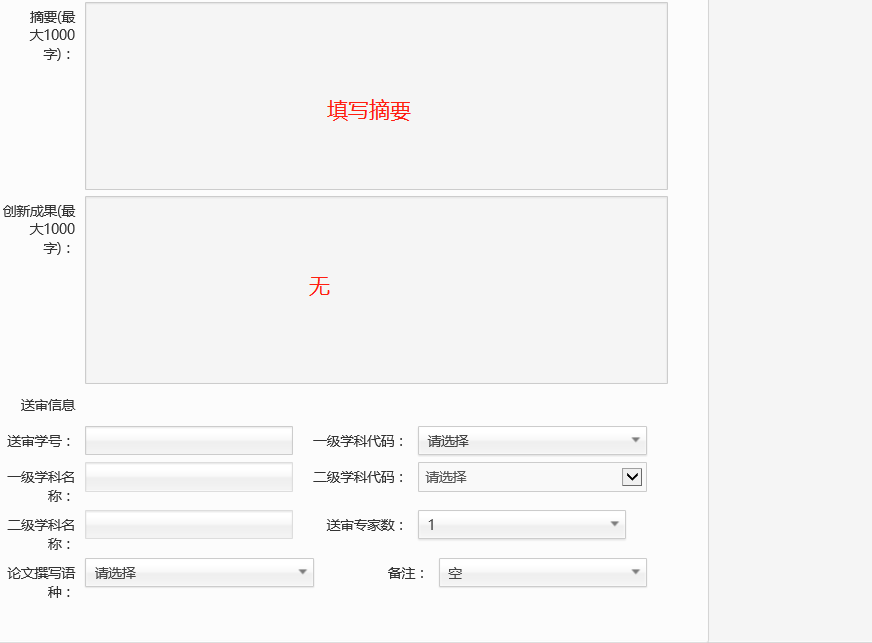 摘要(最
大1000
字)：
填写摘要
创新成果(最
大1000
字)：
无
送审信息
送审学号： 一级学科代码： 请选择
一级学科名 二级学科代码： 请选择
称：
二级学科名 送审专家数： 1
称：
论文撰写语 请选择 备注： 空
种：